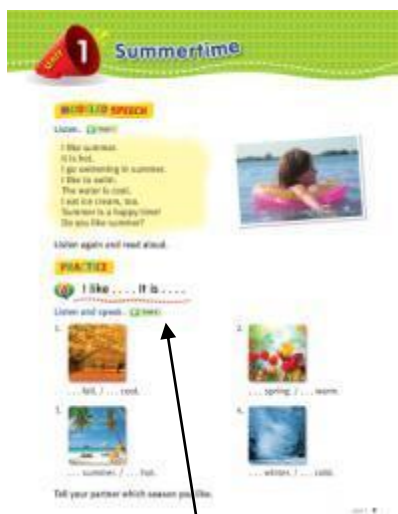 Unit 1 Summertime
MODELED SPEECH
Listen.
I like summer.
It is hot.
I go swimming in summer.
I like to swim.
The water is cool.
I eat ice cream, too.
Summer is a happy time!
Do you like summer?
Listen again and read aloud.
PRACTICE
I like . . . . It is . . . .
Listen and speak.
1.
2.
. . . fall. / . . . cool.
. . . spring. / . . . warm.
3.
4.
. . . summer. / . . . hot.
. . . winter. / . . . cold.
Tell your partner which season you like.